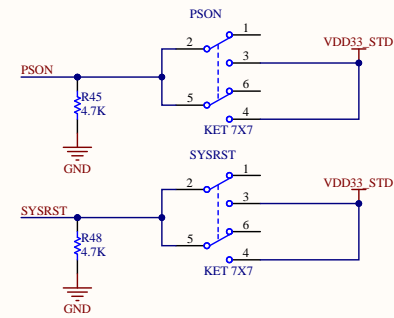 PSON
1
2
VDD33_STD
3
PSON
6
R45
4.7K
5
4
KET 7X7
GND
SYSRST
1
2
VDD33_STD
3
SYSRST
6
R48
4.7K
5
4
KET 7X7
GND